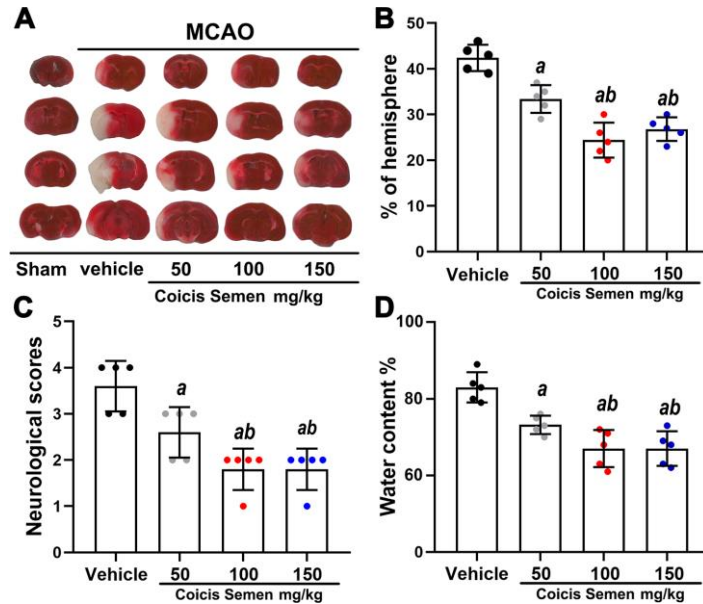 A
MCAO
Sham vehicle 50 100 150
Coicis Semen mg/kg
B
% of hemisphere
50
40
30
20
10
0
a
ab
ab
Vehicle 50 100 150
Coicis Semen mg/kg
C
Neurological scores
5
4
3
2
1
0
a
ab
ab
Vehicle 50 100 150
Coicis Semen mg/kg
D
Water content %
100
80
60
0
a
ab
ab
Vehicle 50 100 150
Coicis Semen mg/kg